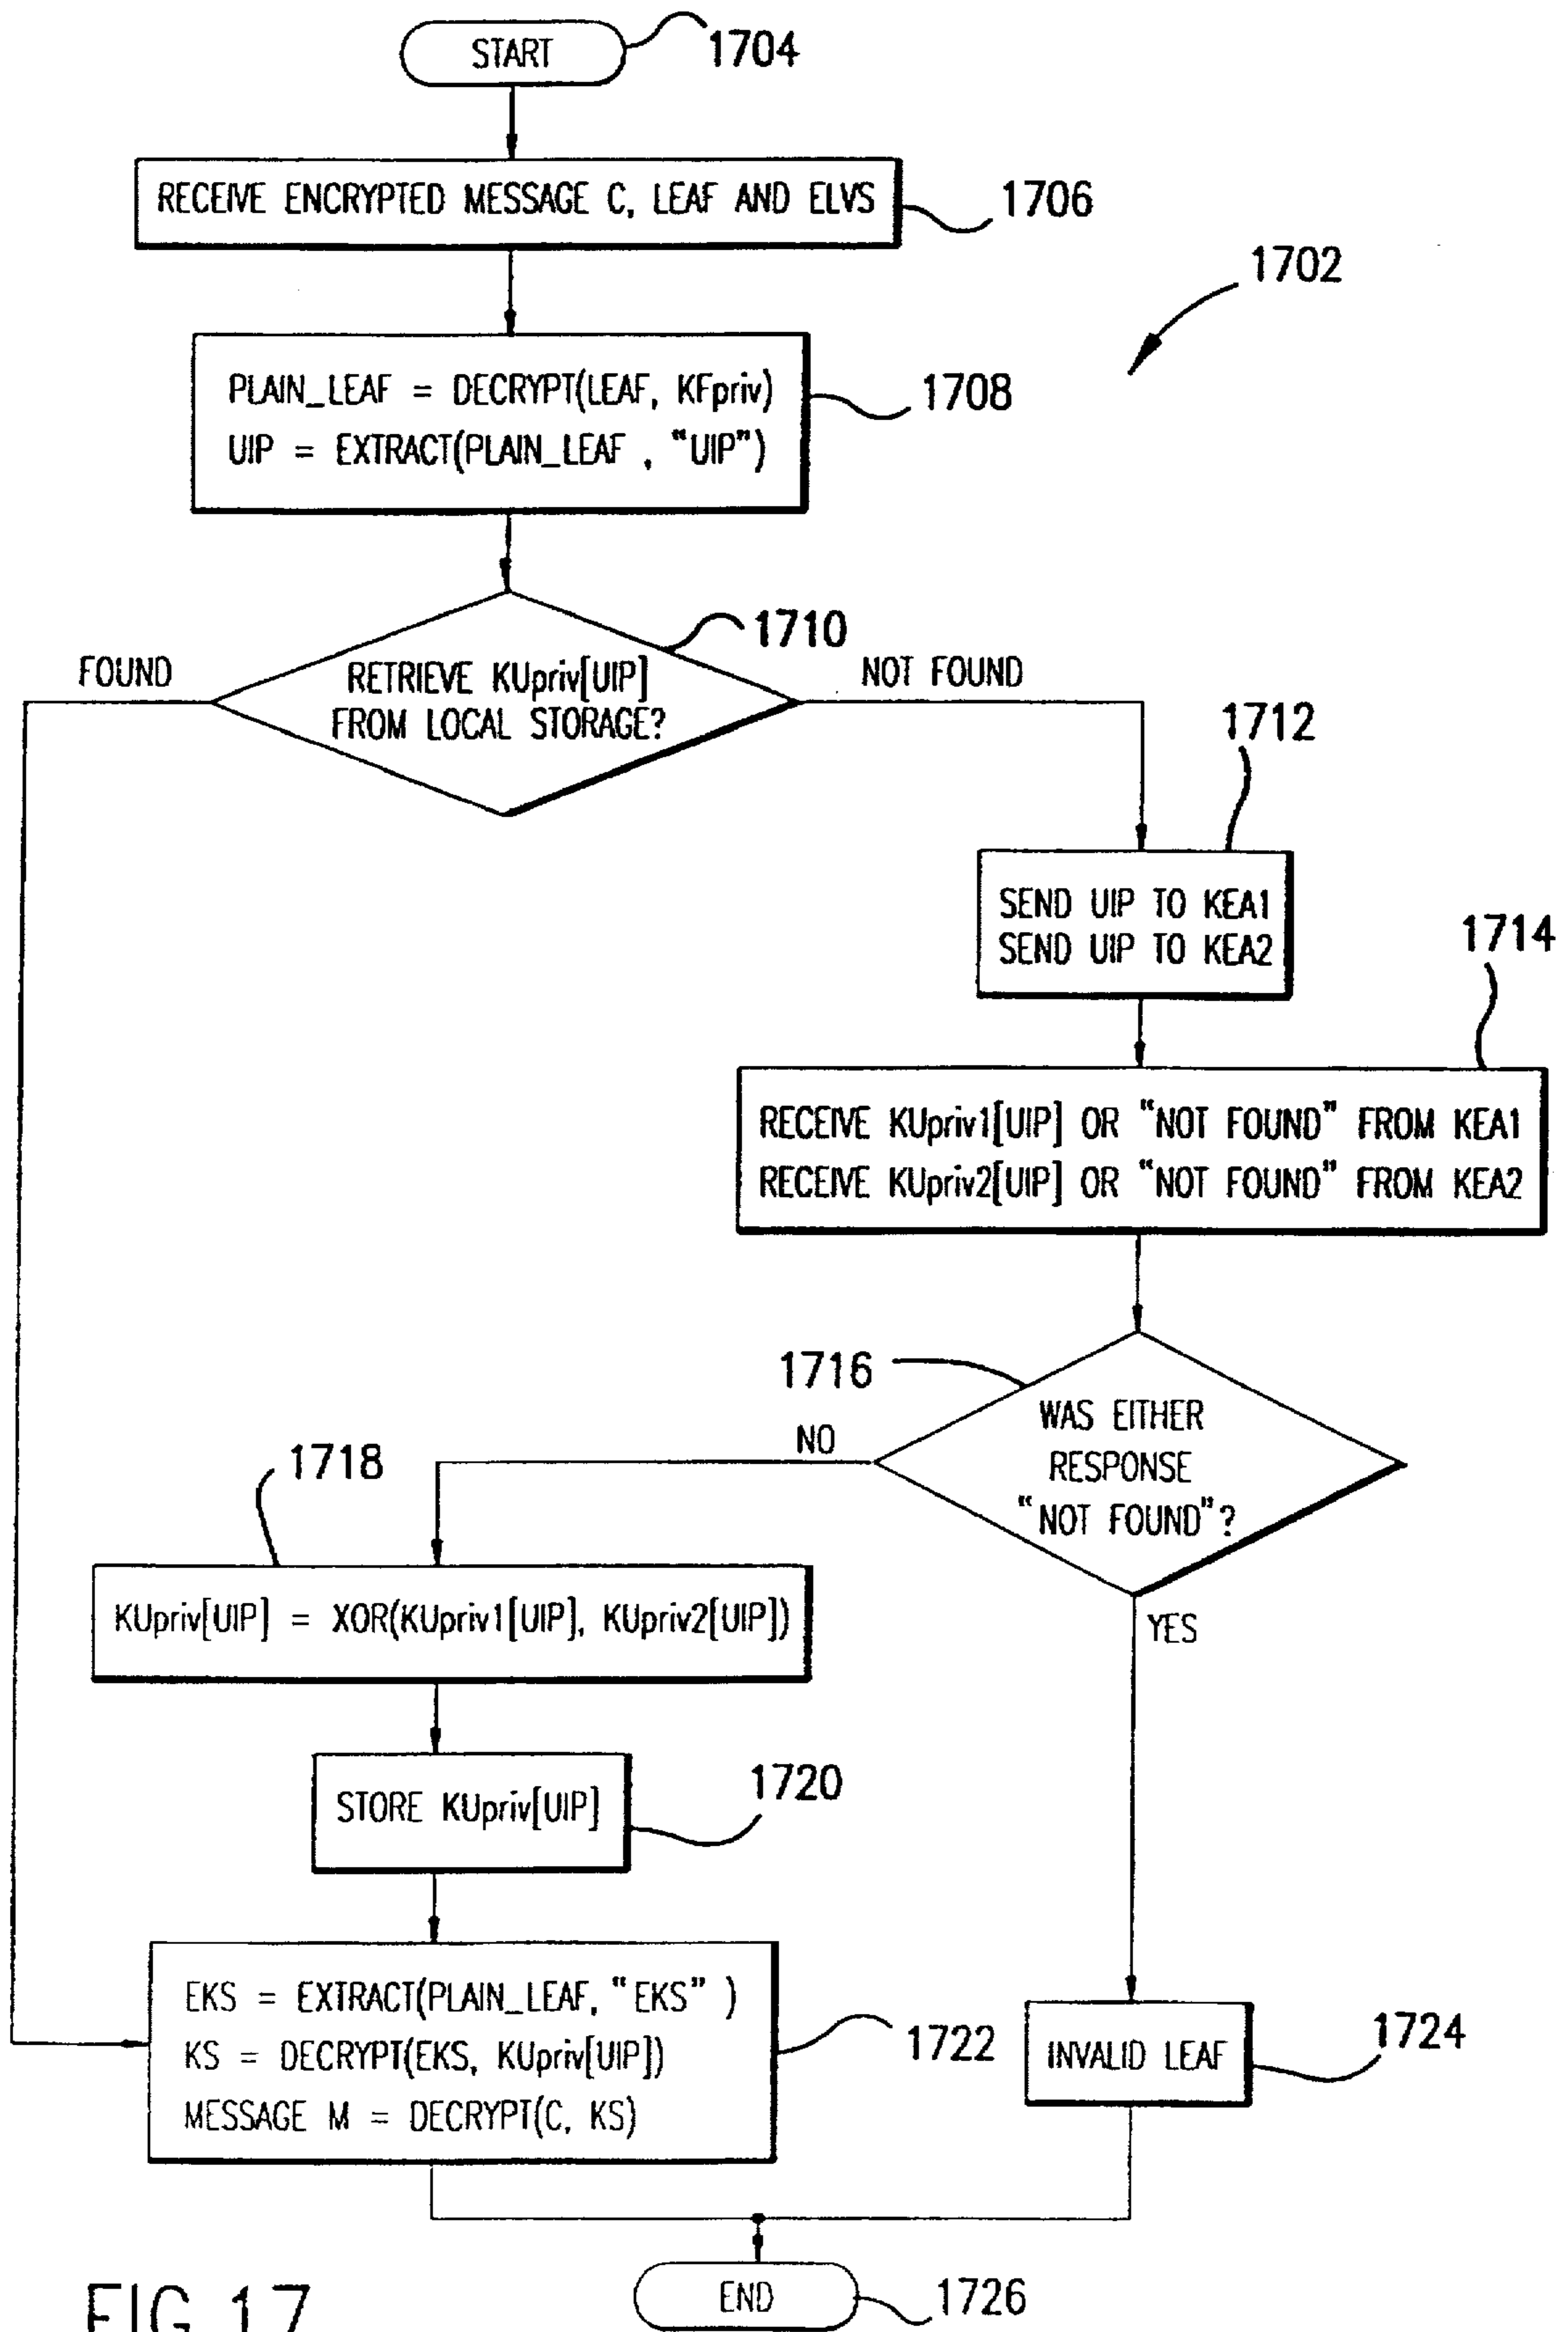 START
1704
RECEIVE ENCRYPTED MESSAGE C, LEAF AND ELVS
1706
1702
PLAIN_LEAF = DECRYPT(LEAF, KFpriv)
UIP = EXTRACT(PLAIN_LEAF , "UIP")
1708
1710
FOUND
RETRIEVE KUpriv[UIP]
FROM LOCAL STORAGE?
NOT FOUND
1712
SEND UIP TO KEA1
SEND UIP TO KEA2
1714
RECEIVE KUpriv1[UIP] OR "NOT FOUND" FROM KEA1
RECEIVE KUpriv2[UIP] OR "NOT FOUND" FROM KEA2
1716
WAS EITHER
RESPONSE
"NOT FOUND"?
NO
YES
1718
KUpriv[UIP] = XOR(KUpriv1[UIP], KUpriv2[UIP])
STORE KUpriv[UIP]
1720
EKS = EXTRACT(PLAIN_LEAF, "EKS" )
KS = DECRYPT(EKS, KUpriv[UIP])
MESSAGE M = DECRYPT(C, KS)
1722
INVALID LEAF
1724
END
1726
FIG.17